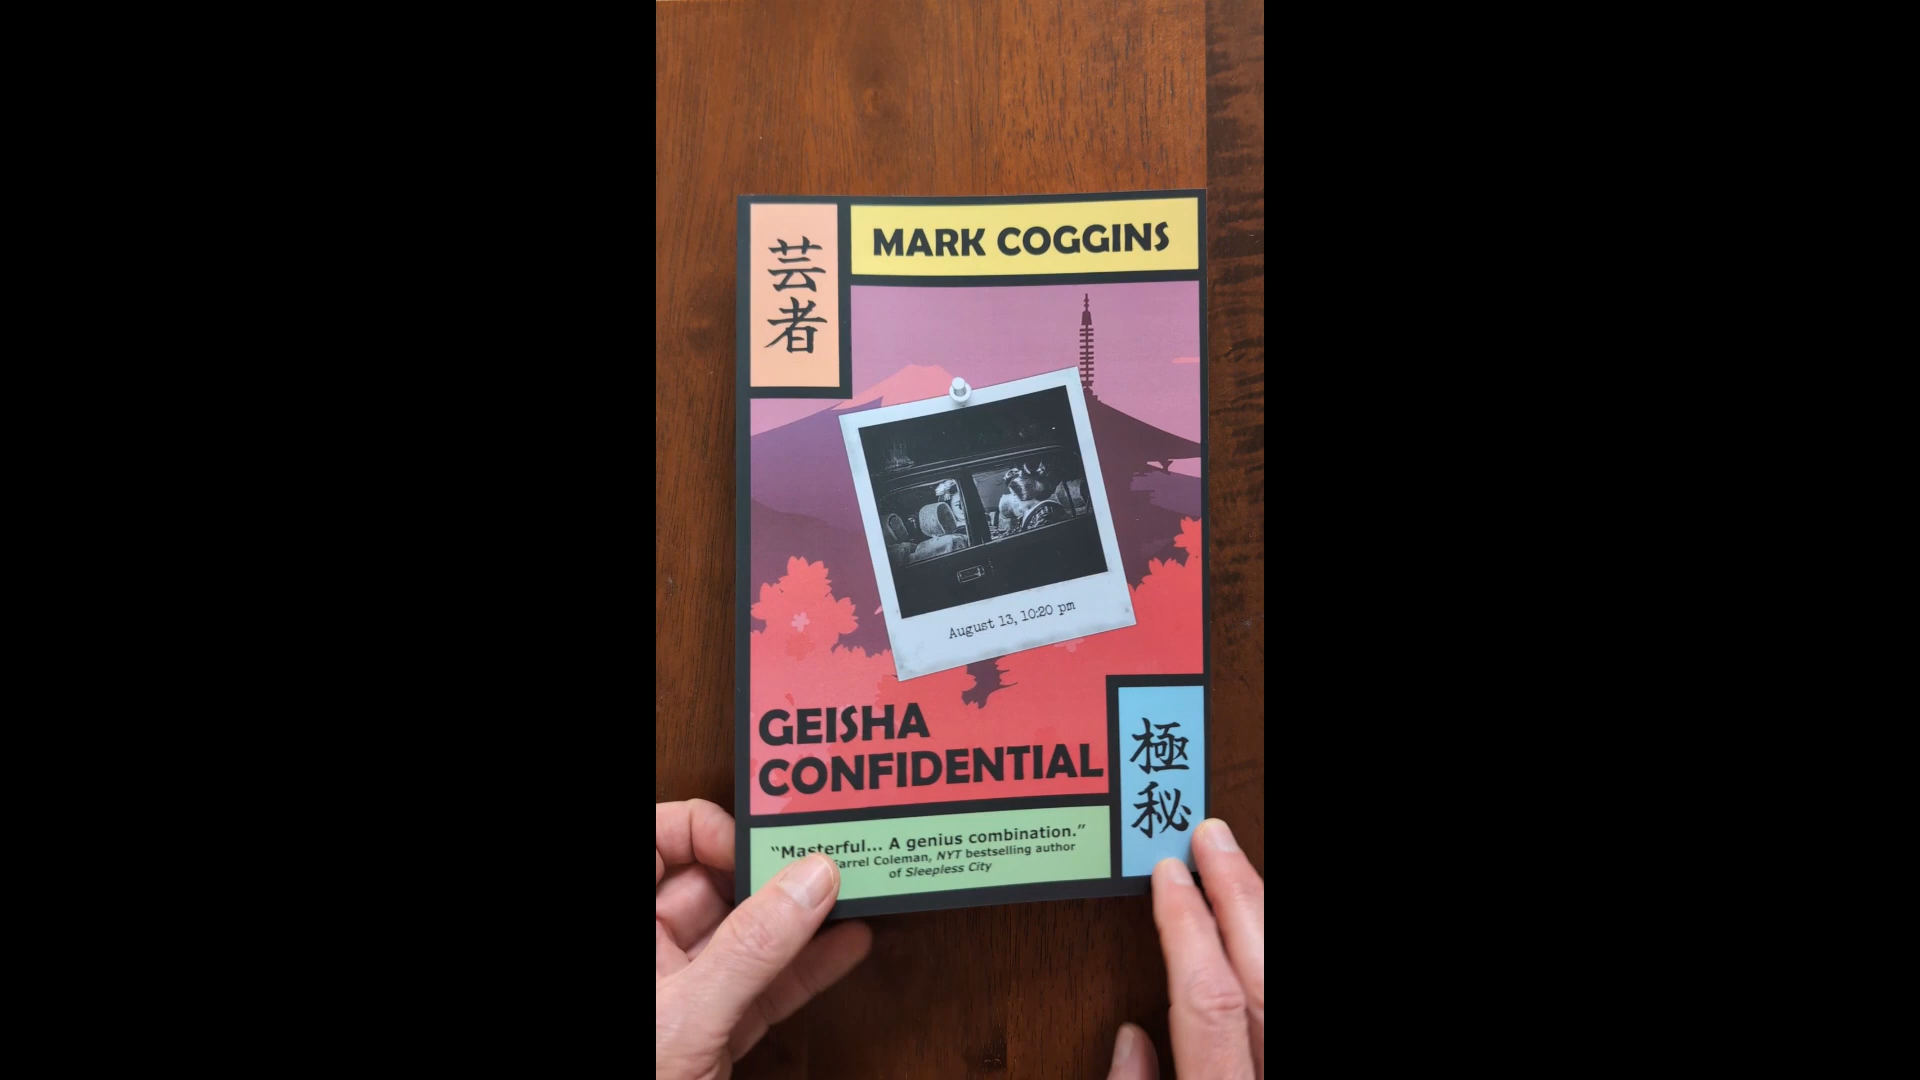 芸者
MARK COGGINS
August 13, 10:20 pm
GEISHA
CONFIDENTIAL
極秘
“Masterful... A genius combination.”
Coleman, NYT bestselling author
of Sleepless City